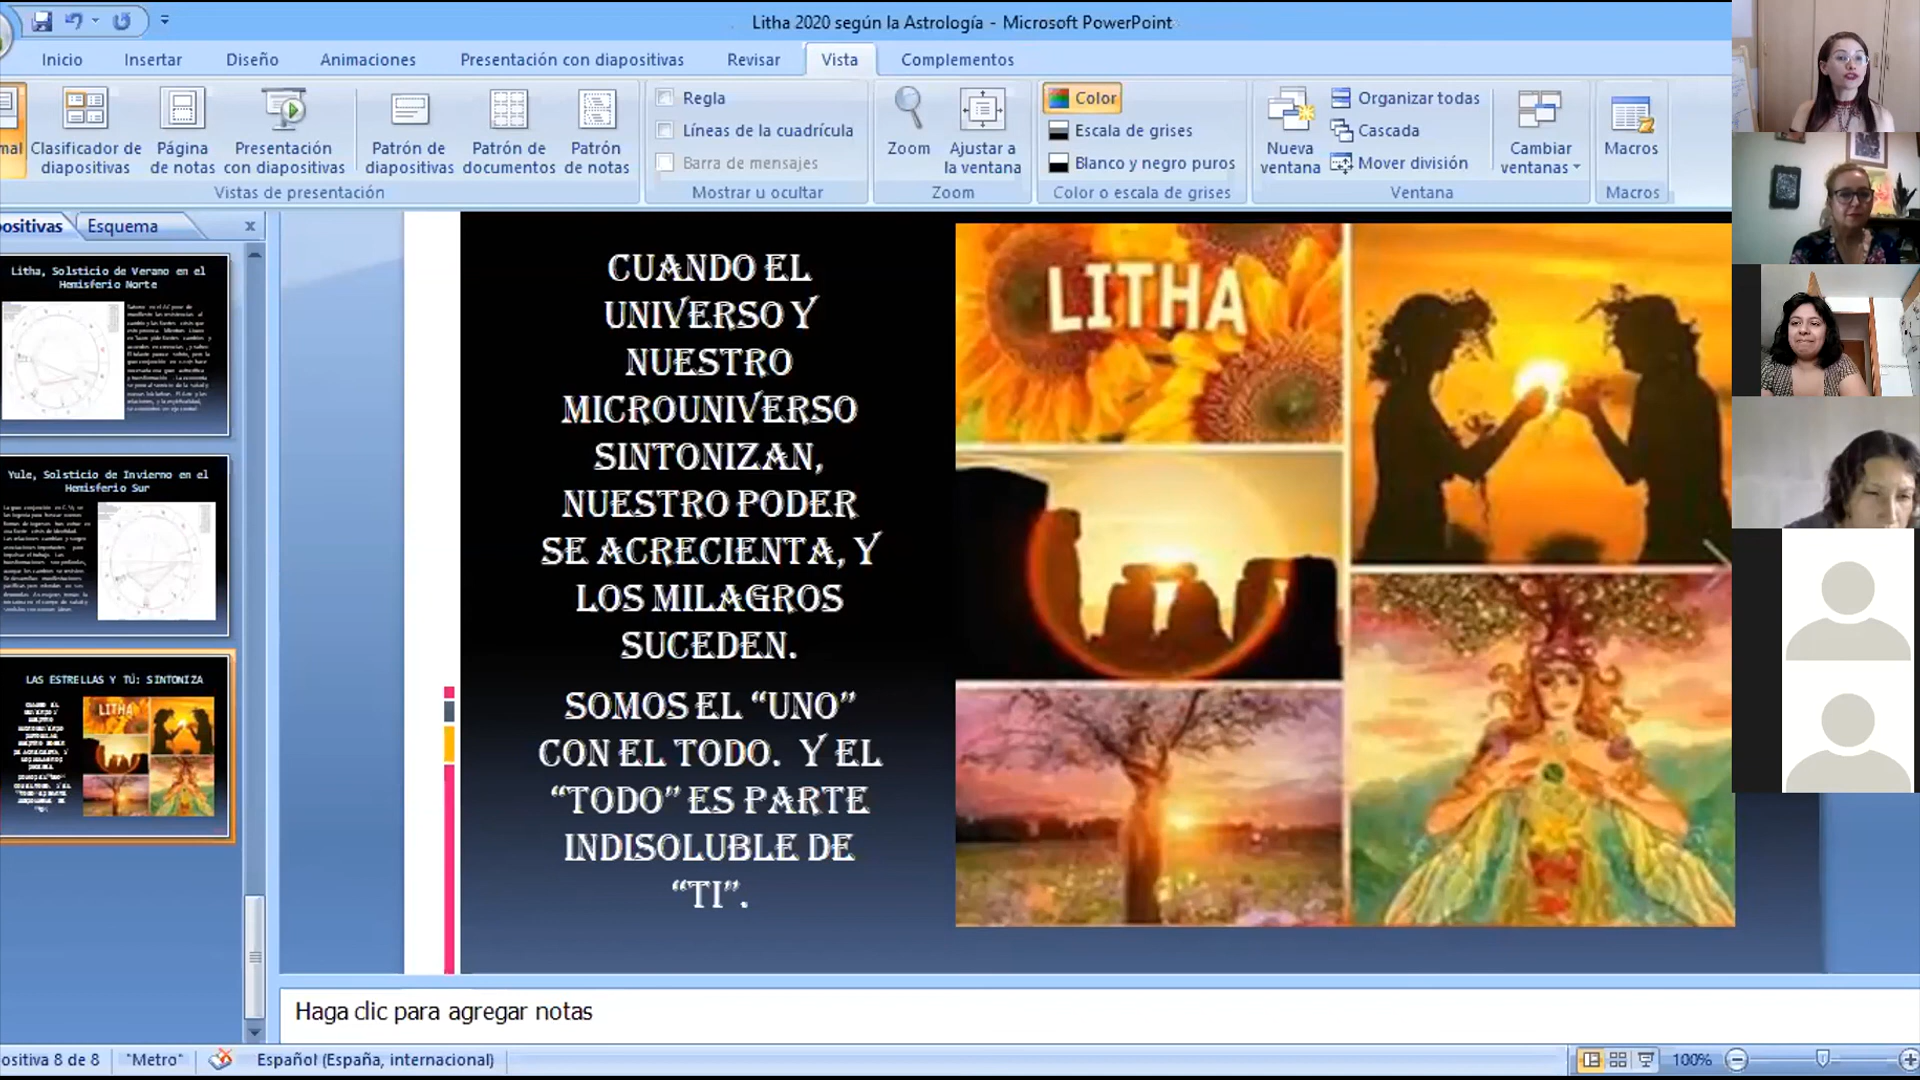 Litha 2020 según la Astrología - Microsoft PowerPoint
Inicio Insertar Diseño Animaciones Presentación con diapositivas Revisar Vista Complementos
mal
Clasificador de diapositivas
Página de notas
Presentación con diapositivas
Patrón de diapositivas
Patrón de documentos
Patrón de notas
Vistas de presentación
Regla
Líneas de la cuadrícula
Barra de mensajes
Mostrar u ocultar
Zoom
Ajustar a la ventana
Zoom
Color
Escala de grises
Blanco y negro puros
Color o escala de grises
Nueva ventana
Organizar todas
Cascada
Mover división
Cambiar ventanas
Ventana
Macros
Macros
positivas Esquema x
Litha, Solsticio de Verano en el
Hemisferio Norte
Yule, Solsticio de Invierno en el
Hemisferio Sur
LAS ESTRELLAS Y TÚ: SINTONIZA
LITHA
CUANDO EL
UNIVERSO Y
NUESTRO
MICROUNIVERSO
SINTONIZAN,
NUESTRO PODER
SE ACRECIENTA, Y
LOS MILAGROS
SUCEDEN.
SOMOS EL “UNO”
CON EL TODO. Y EL
“TODO” ES PARTE
INDISOLUBLE DE
“TI”.
LITHA
Haga clic para agregar notas
ositiva 8 de 8 "Metro" Español (España, internacional) 100%